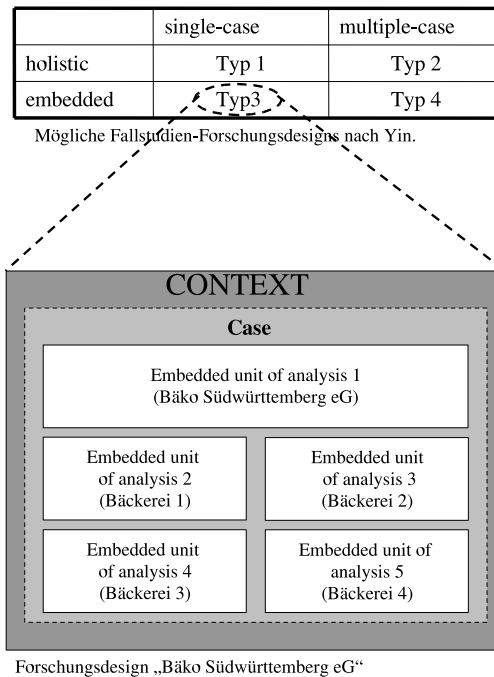 single-case multiple-case
holistic Typ 1 Typ 2
embedded Typ3 Typ 4
Mögliche Fallstudien-Forschungsdesigns nach Yin.
CONTEXT
Case
Embedded unit of analysis 1
(Bäko Südwürttemberg eG)
Embedded unit
of analysis 2
(Bäckerei 1)
Embedded unit
of analysis 3
(Bäckerei 2)
Embedded unit
of analysis 4
(Bäckerei 3)
Embedded unit of
analysis 5
(Bäckerei 4)
Forschungsdesign „Bäko Südwürttemberg eG“